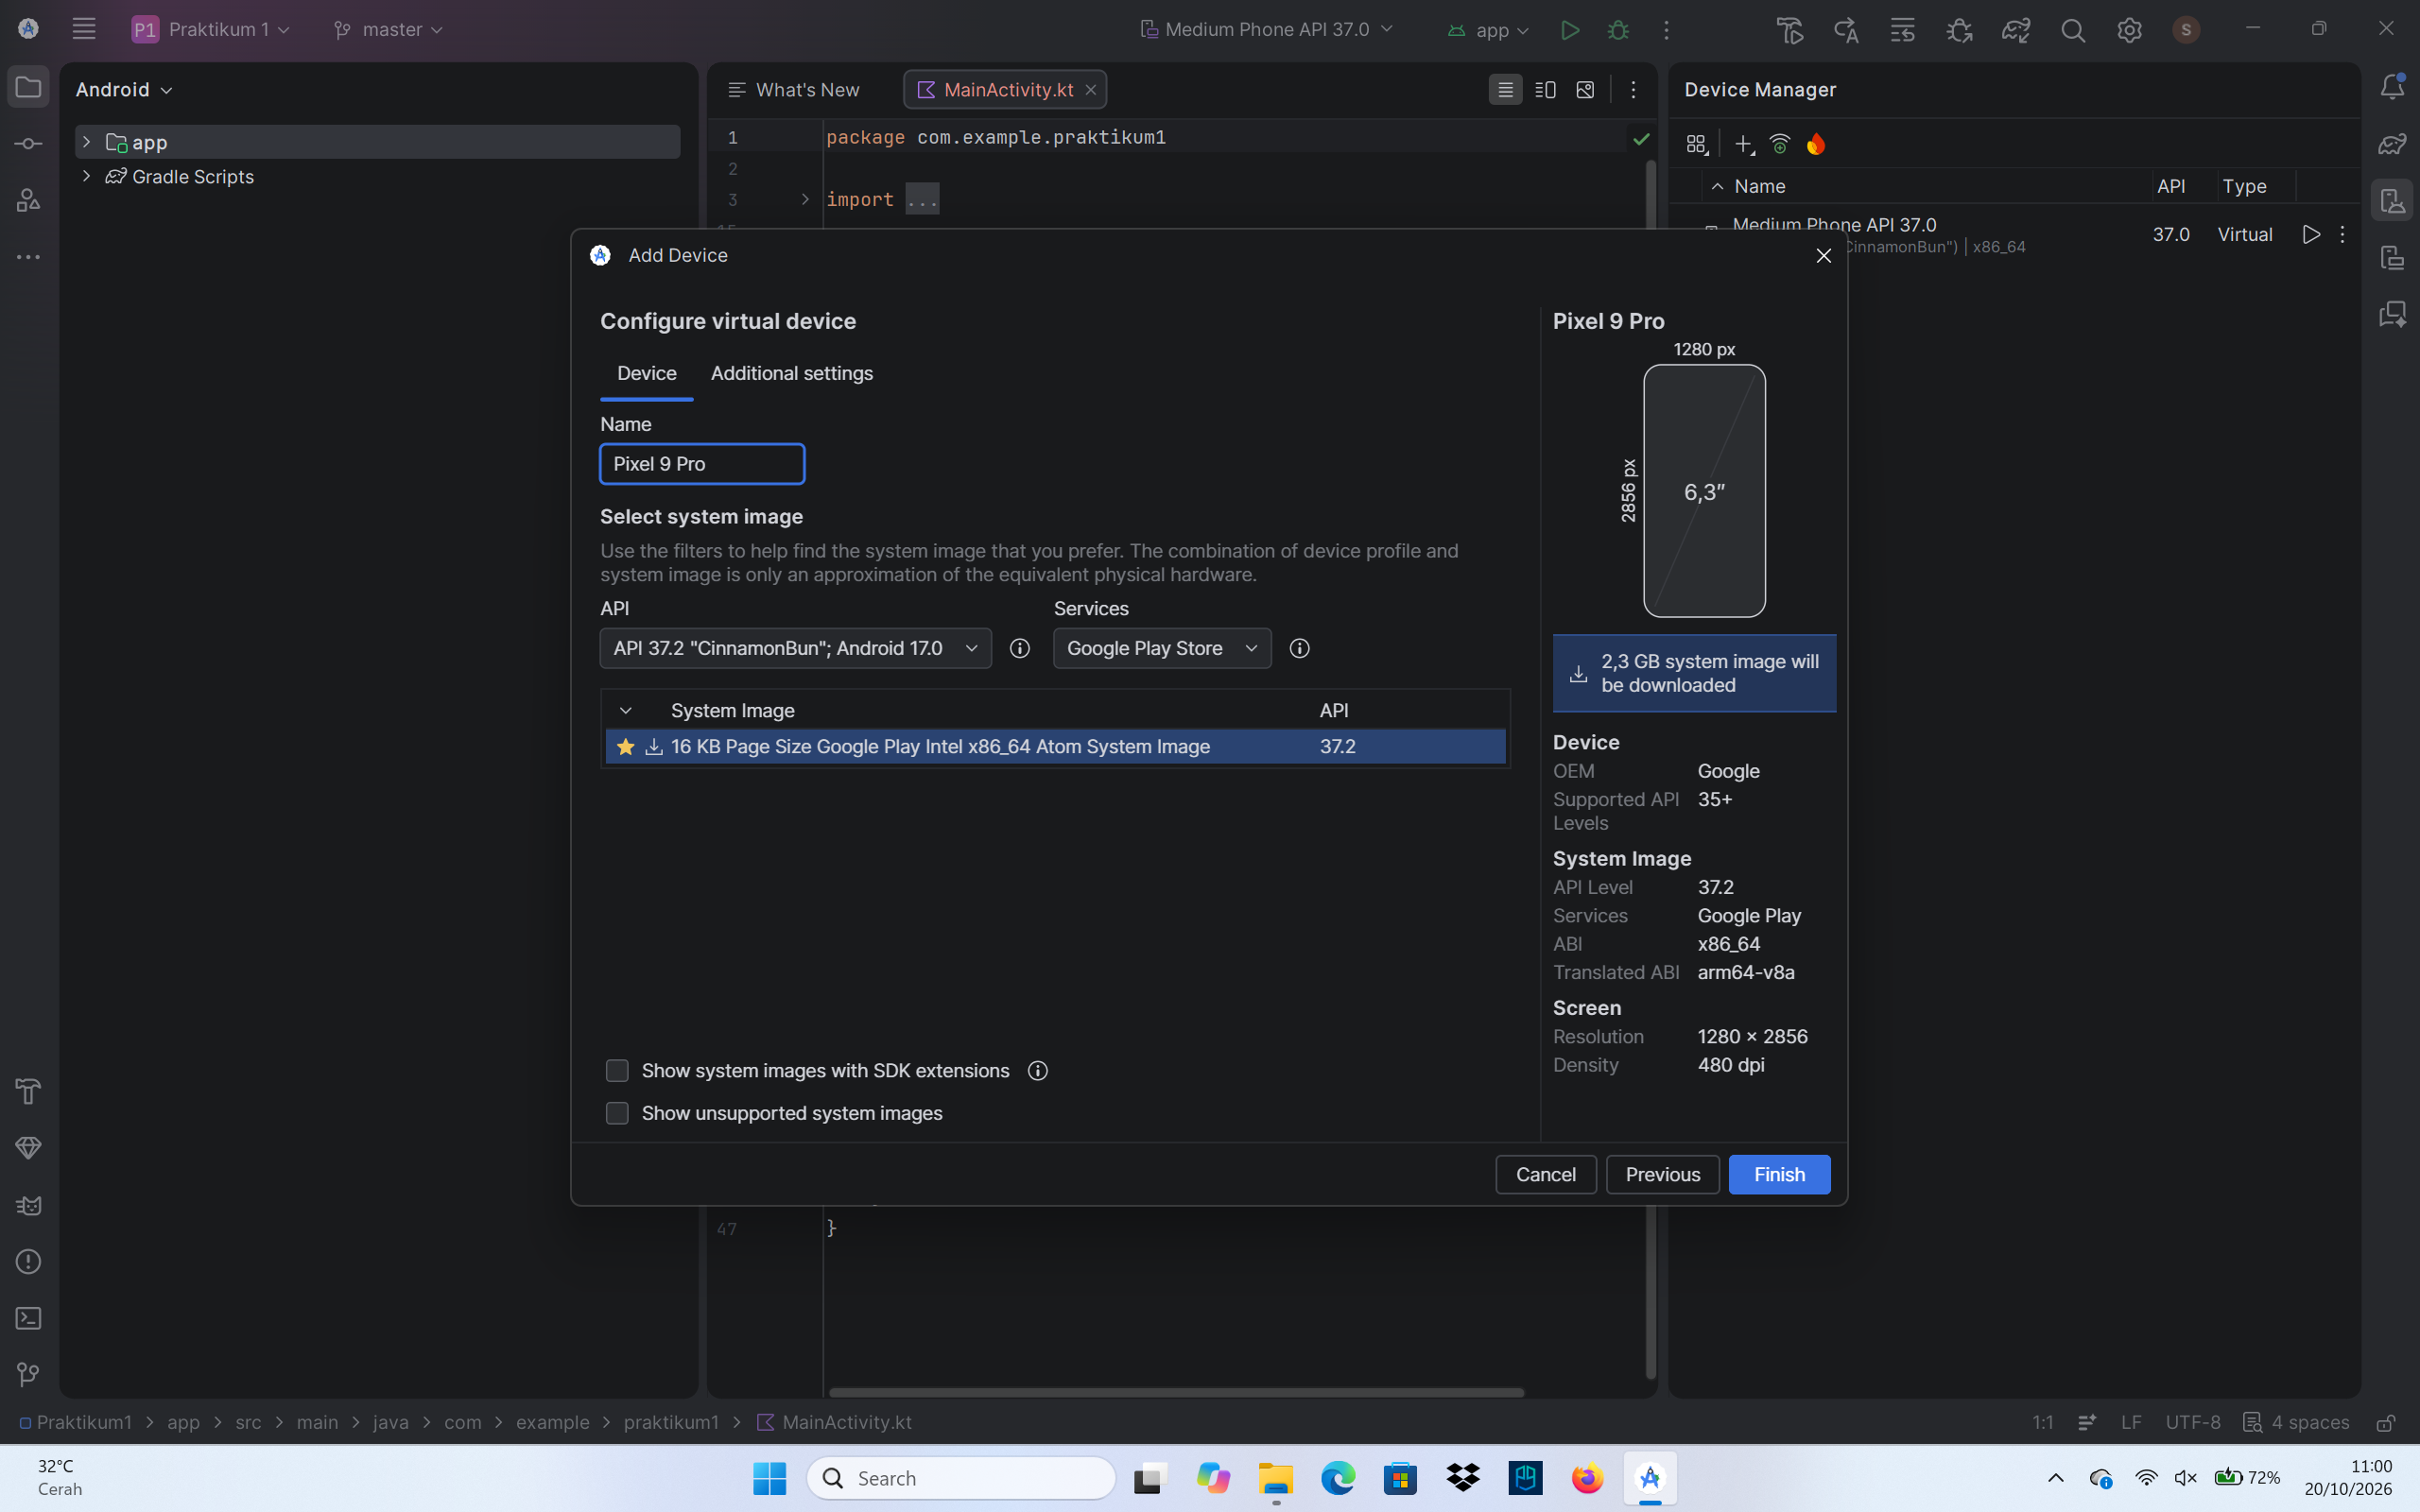 P1 Praktikum 1
master
Medium Phone API 37.0
app
S
Android
app
Gradle Scripts
What's New
MainActivity.kt
1 package com.example.praktikum1
2
3 import ...
Device Manager
Name API Type
Medium Phone API 37.0
CinnamonBun") | x86_64
37.0 Virtual
Add Device
Configure virtual device
Device Additional settings
Name
Pixel 9 Pro
Select system image
Use the filters to help find the system image that you prefer. The combination of device profile and
system image is only an approximation of the equivalent physical hardware.
API Services
API 37.2 "CinnamonBun"; Android 17.0
Google Play Store
System Image API
16 KB Page Size Google Play Intel x86_64 Atom System Image 37.2
Show system images with SDK extensions
Show unsupported system images
Pixel 9 Pro
1280 px
2856 px
6,3″
2,3 GB system image will
be downloaded
Device
OEM Google
Supported API 35+
Levels
System Image
API Level 37.2
Services Google Play
ABI x86_64
Translated ABI arm64-v8a
Screen
Resolution 1280 × 2856
Density 480 dpi
Cancel Previous Finish
47 }
Praktikum1 > app > src > main > java > com > example > praktikum1 > MainActivity.kt
1:1 LF UTF-8 4 spaces
32°C
Cerah
Search
72%
11:00
20/10/2026